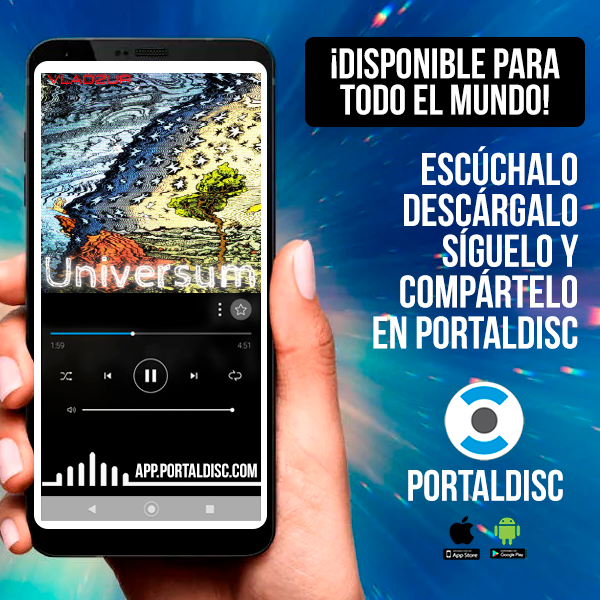 VLADZUR
Universum
1:59
4:51
APP.PORTALDISC.COM
¡DISPONIBLE PARA
TODO EL MUNDO!
ESCÚCHALO
DESCÁRGALO
SÍGUELO Y
COMPÁRTELO
EN PORTALDISC
PORTALDISC
App Store
Google Play